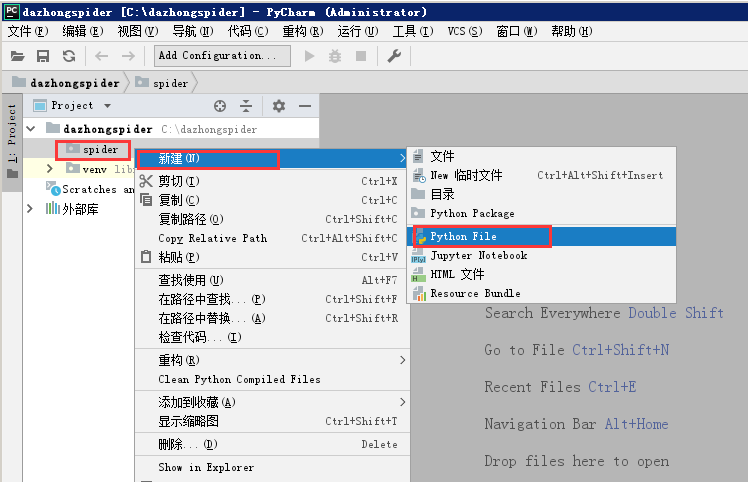 dazhongspider [C:\dazhongspider] - PyCharm (Administrator)
文件(F) 编辑(E) 视图(V) 导航(N) 代码(C) 重构(R) 运行(U) 工具(T) VCS(S) 窗口(W) 帮助(H)
Add Configuration...
dazhongspider spider
1: Project
Project
dazhongspider C:\dazhongspider
spider
venv libr
Scratches an
外部库
新建(N)
剪切(T) Ctrl+X
复制(C) Ctrl+C
复制路径(O) Ctrl+Shift+C
Copy Relative Path Ctrl+Alt+Shift+C
粘贴(P) Ctrl+V
查找使用(U) Alt+F7
在路径中查找...(P) Ctrl+Shift+F
在路径中替换...(A) Ctrl+Shift+R
检查代码...(I)
重构(R)
Clean Python Compiled Files
添加到收藏(A)
显示缩略图 Ctrl+Shift+T
删除...(D) Delete
Show in Explorer
文件
New 临时文件 Ctrl+Alt+Shift+Insert
目录
Python Package
Python File
Jupyter Notebook
HTML 文件
Resource Bundle
Search Everywhere Double Shift
Go to File Ctrl+Shift+N
Recent Files Ctrl+E
Navigation Bar Alt+Home
Drop files here to open